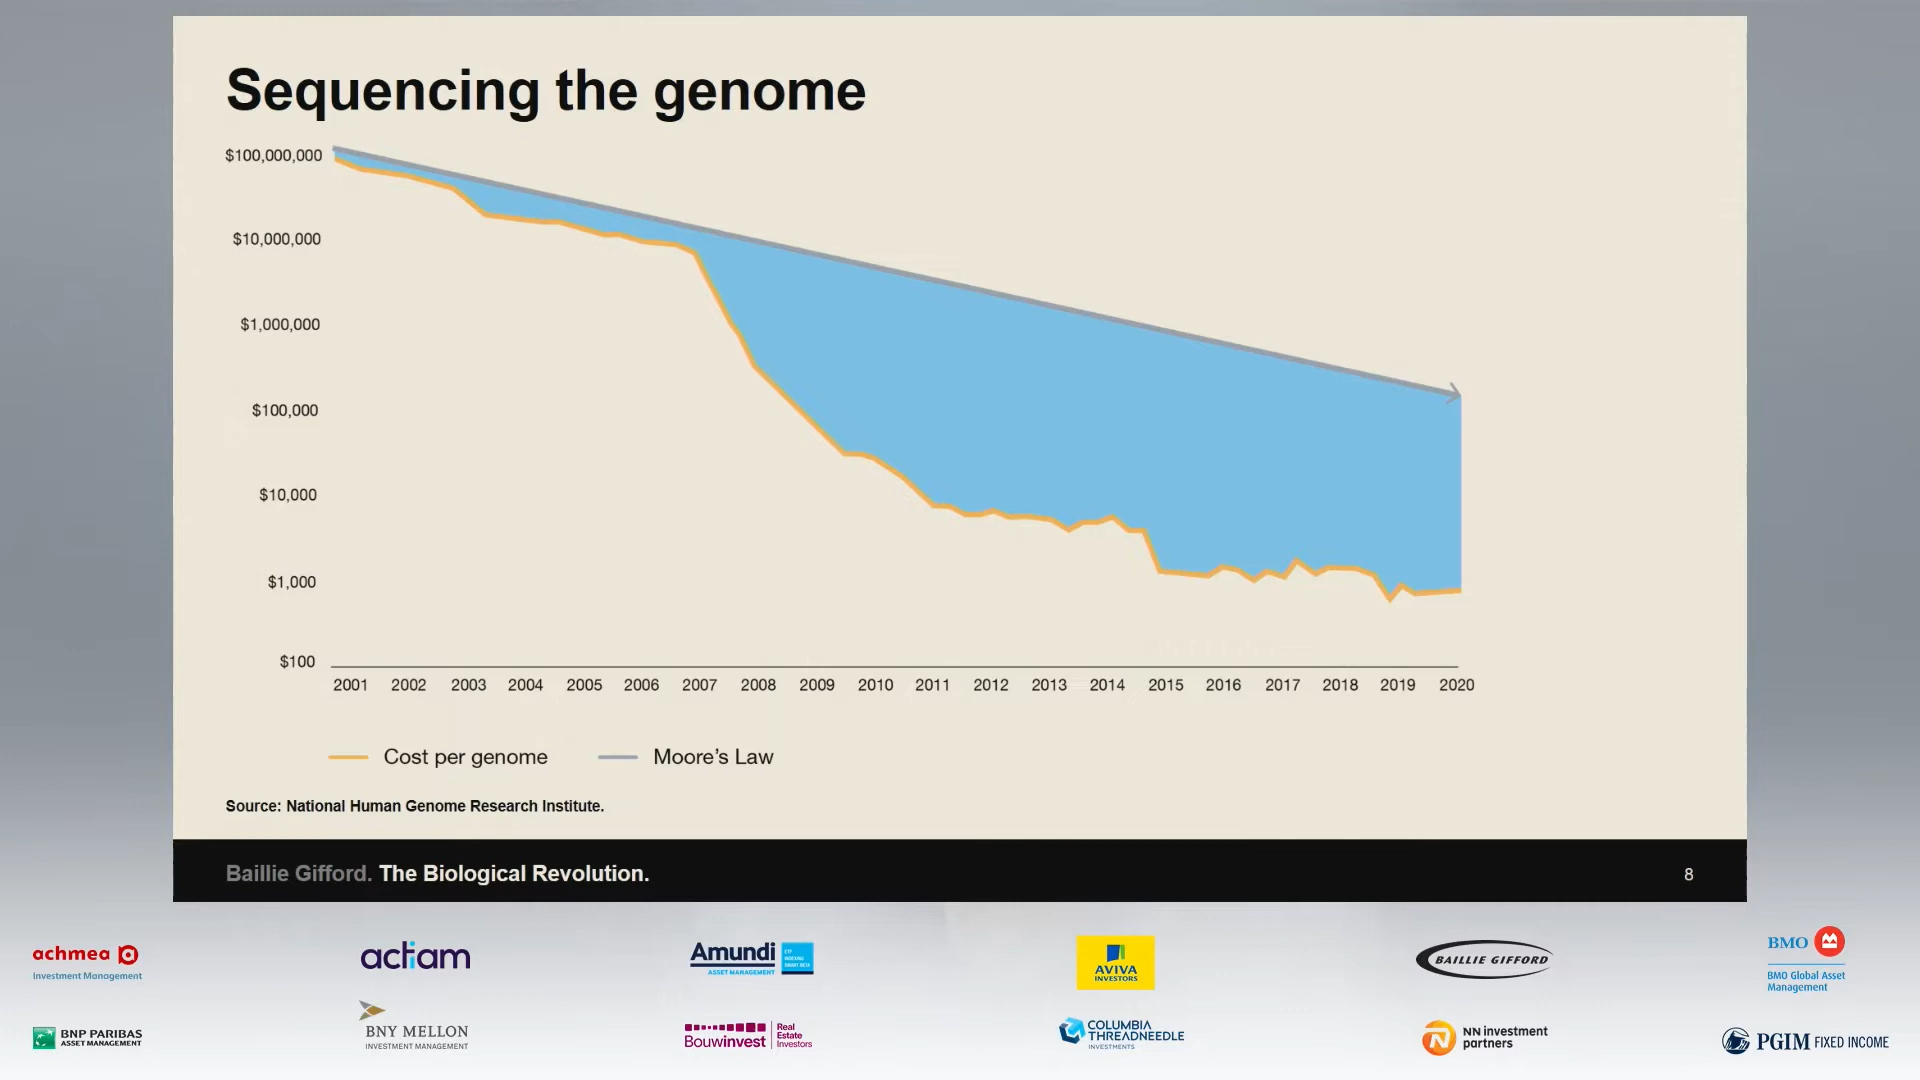 Sequencing the genome
$100,000,000
$10,000,000
$1,000,000
$100,000
$10,000
$1,000
$100
2001 2002 2003 2004 2005 2006 2007 2008 2009 2010 2011 2012 2013 2014 2015 2016 2017 2018 2019 2020
Cost per genome Moore's Law
Source: National Human Genome Research Institute.
Baillie Gifford. The Biological Revolution. 8
achmea
Investment Management
actiam
Amundi
ASSET MANAGEMENT
ETF
INDEXING
SMART BETA
AVIVA
INVESTORS
BAILLIE GIFFORD
BMO
BMO Global Asset
Management
BNP PARIBAS
ASSET MANAGEMENT
BNY MELLON
INVESTMENT MANAGEMENT
Bouwinvest
Real
Estate
Investors
COLUMBIA
THREADNEEDLE
INVESTMENTS
NN investment
partners
PGIM FIXED INCOME